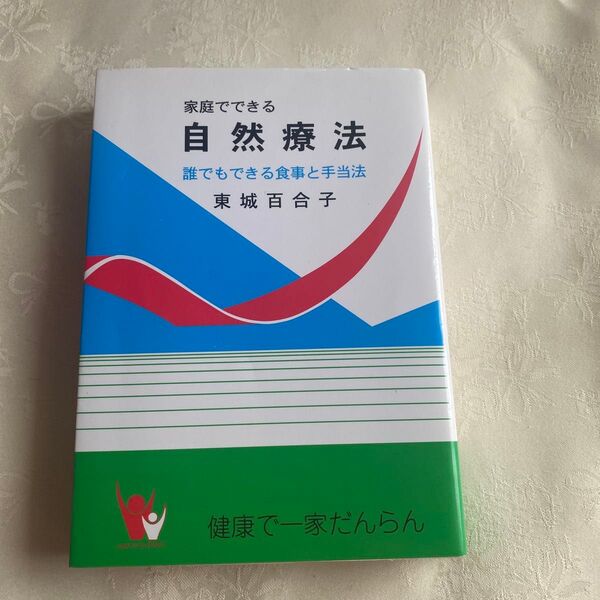 家庭でできる
自然療法
誰でもできる食事と手当法
東城百合子
健康で一家だんらん